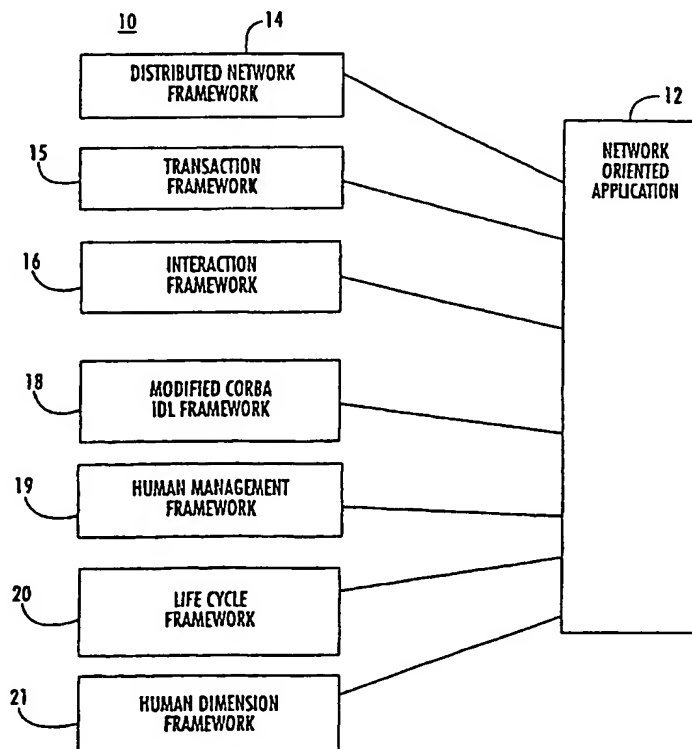 10
14
DISTRIBUTED NETWORK
FRAMEWORK
12
NETWORK
ORIENTED
APPLICATION
15
TRANSACTION
FRAMEWORK
16
INTERACTION
FRAMEWORK
18
MODIFIED CORBA
IDL FRAMEWORK
19
HUMAN MANAGEMENT
FRAMEWORK
20
LIFE CYCLE
FRAMEWORK
21
HUMAN DIMENSION
FRAMEWORK